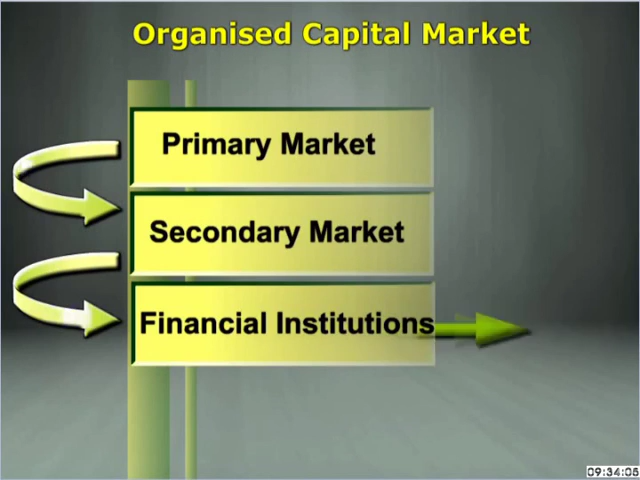 Organised Capital Market
Primary Market
Secondary Market
Financial Institutions
09:34:05